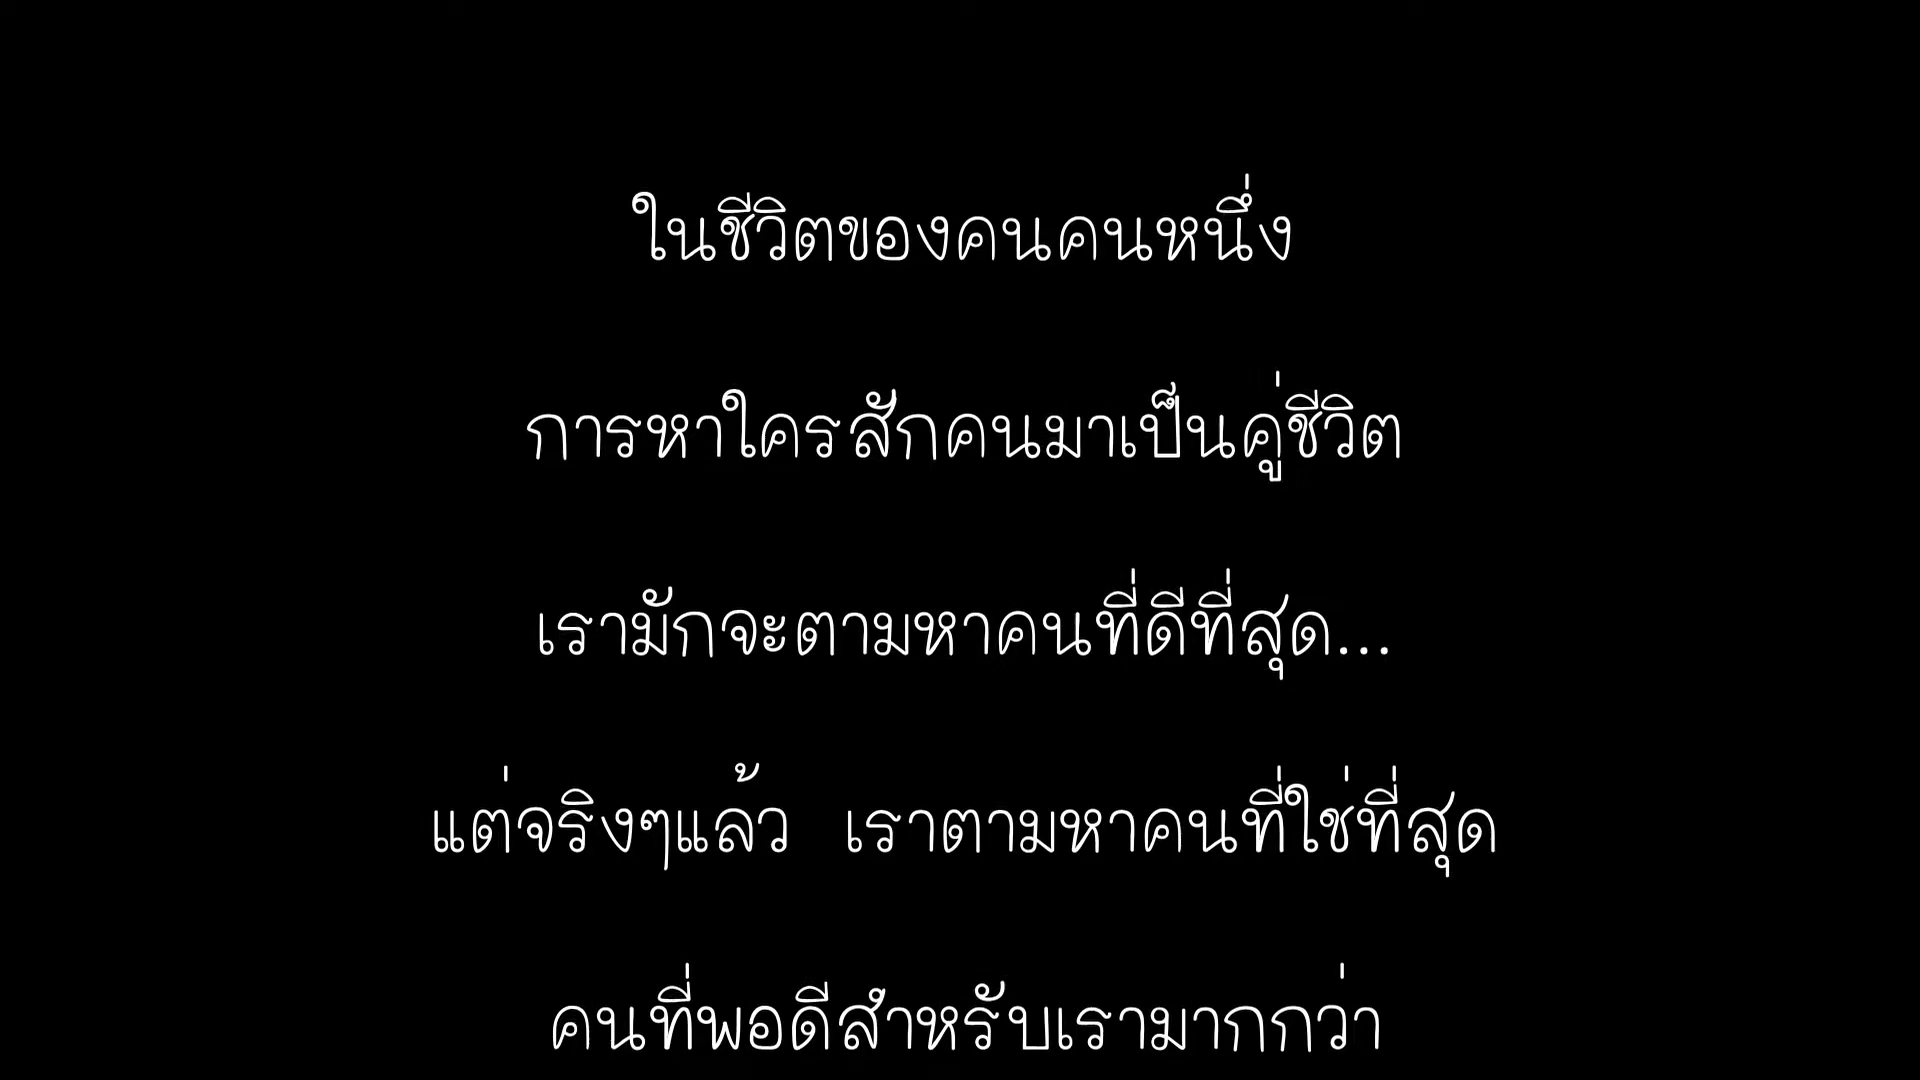 ในชีวิตของคนคนหนึ่ง
การหาใครสักคนมาเป็นคู่ชีวิต
เรามักจะตามหาคนที่ดีที่สุด...
แต่จริงๆแล้ว เราตามหาคนที่ใช่ที่สุด
คนที่พอดีสำหรับเรามากกว่า